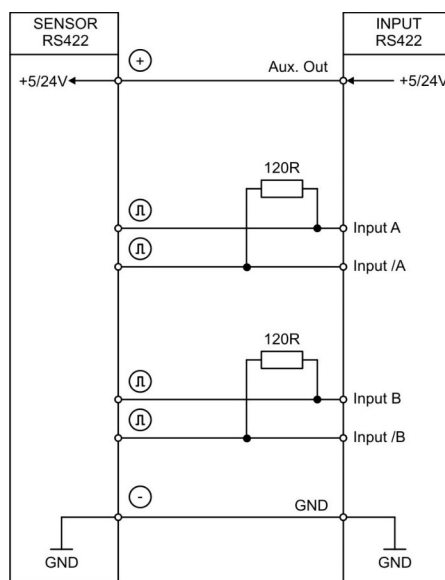 SENSOR
RS422
INPUT
RS422
+
Aux. Out
+5/24V
+5/24V
120R
Input A
Input /A
120R
Input B
Input /B
-
GND
GND
GND